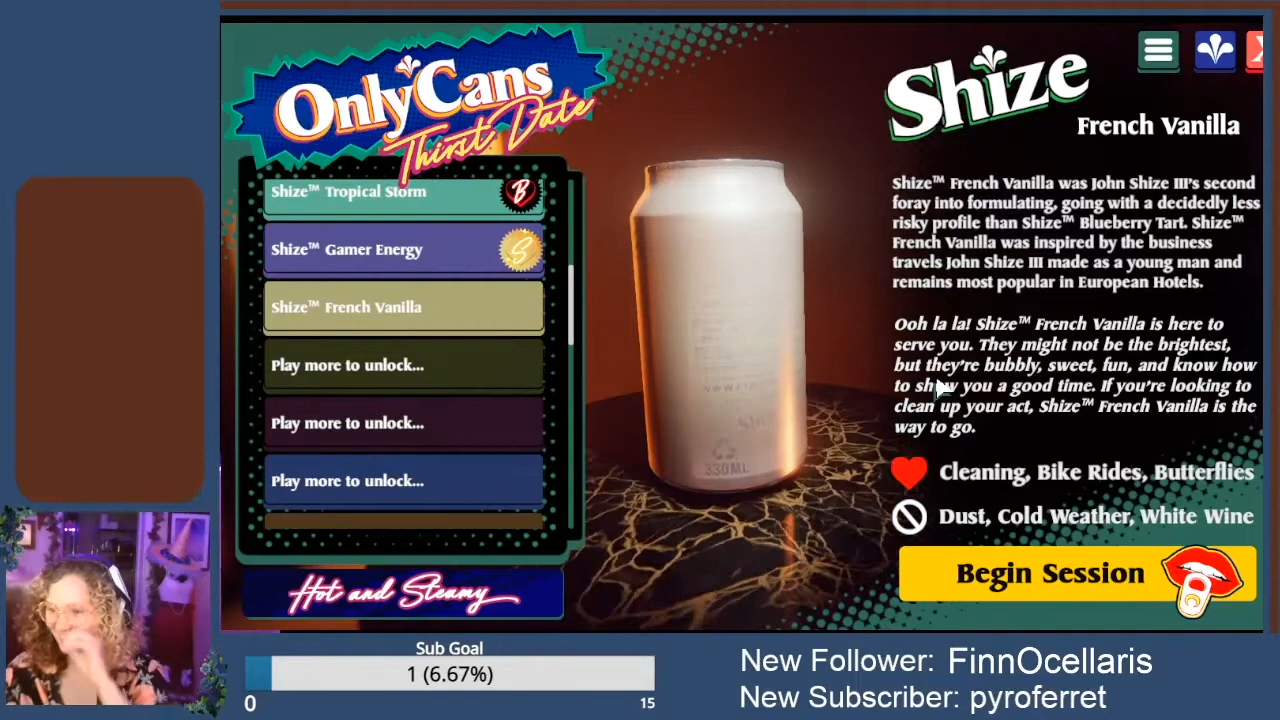 OnlyCans
Thirst Date
Shize™ Tropical Storm
B
Shize™ Gamer Energy
S
Shize™ French Vanilla
Play more to unlock...
Play more to unlock...
Play more to unlock...
Hot and Steamy
330ML
Shize
French Vanilla
Shize™ French Vanilla was John Shize III's second
foray into formulating, going with a decidedly less
risky profile than Shize™ Blueberry Tart. Shize™
French Vanilla was inspired by the business
travels John Shize III made as a young man and
remains most popular in European Hotels.
Ooh la la! Shize™ French Vanilla is here to
serve you. They might not be the brightest,
but they're bubbly, sweet, fun, and know how
to show you a good time. If you're looking to
clean up your act, Shize™ French Vanilla is the
way to go.
Cleaning, Bike Rides, Butterflies
Dust, Cold Weather, White Wine
Begin Session
Sub Goal
1 (6.67%)
0
15
New Follower: FinnOcellaris
New Subscriber: pyroferret